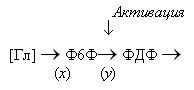 Активация
↓
[Гл] → Ф6Ф → ФДФ →
(x) (y)